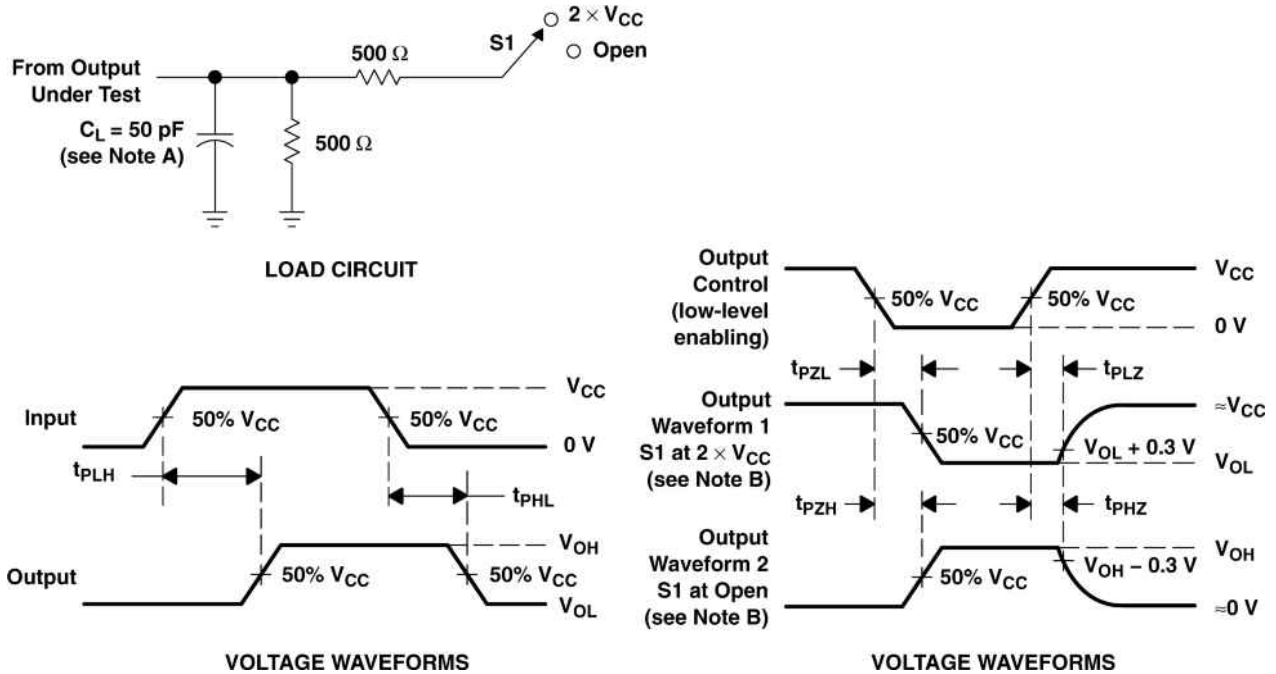 2 × VCC
S1
Open
500 Ω
From Output
Under Test
CL = 50 pF
(see Note A)
500 Ω
LOAD CIRCUIT
Input
50% VCC
50% VCC
VCC
0 V
tPLH
tPHL
Output
50% VCC
50% VCC
VOH
VOL
VOLTAGE WAVEFORMS
Output
Control
(low-level
enabling)
50% VCC
50% VCC
VCC
0 V
tPZL
tPLZ
Output
Waveform 1
S1 at 2 × VCC
(see Note B)
50% VCC
VOL + 0.3 V
≈VCC
VOL
tPZH
tPHZ
Output
Waveform 2
S1 at Open
(see Note B)
50% VCC
VOH − 0.3 V
VOH
≈0 V
VOLTAGE WAVEFORMS